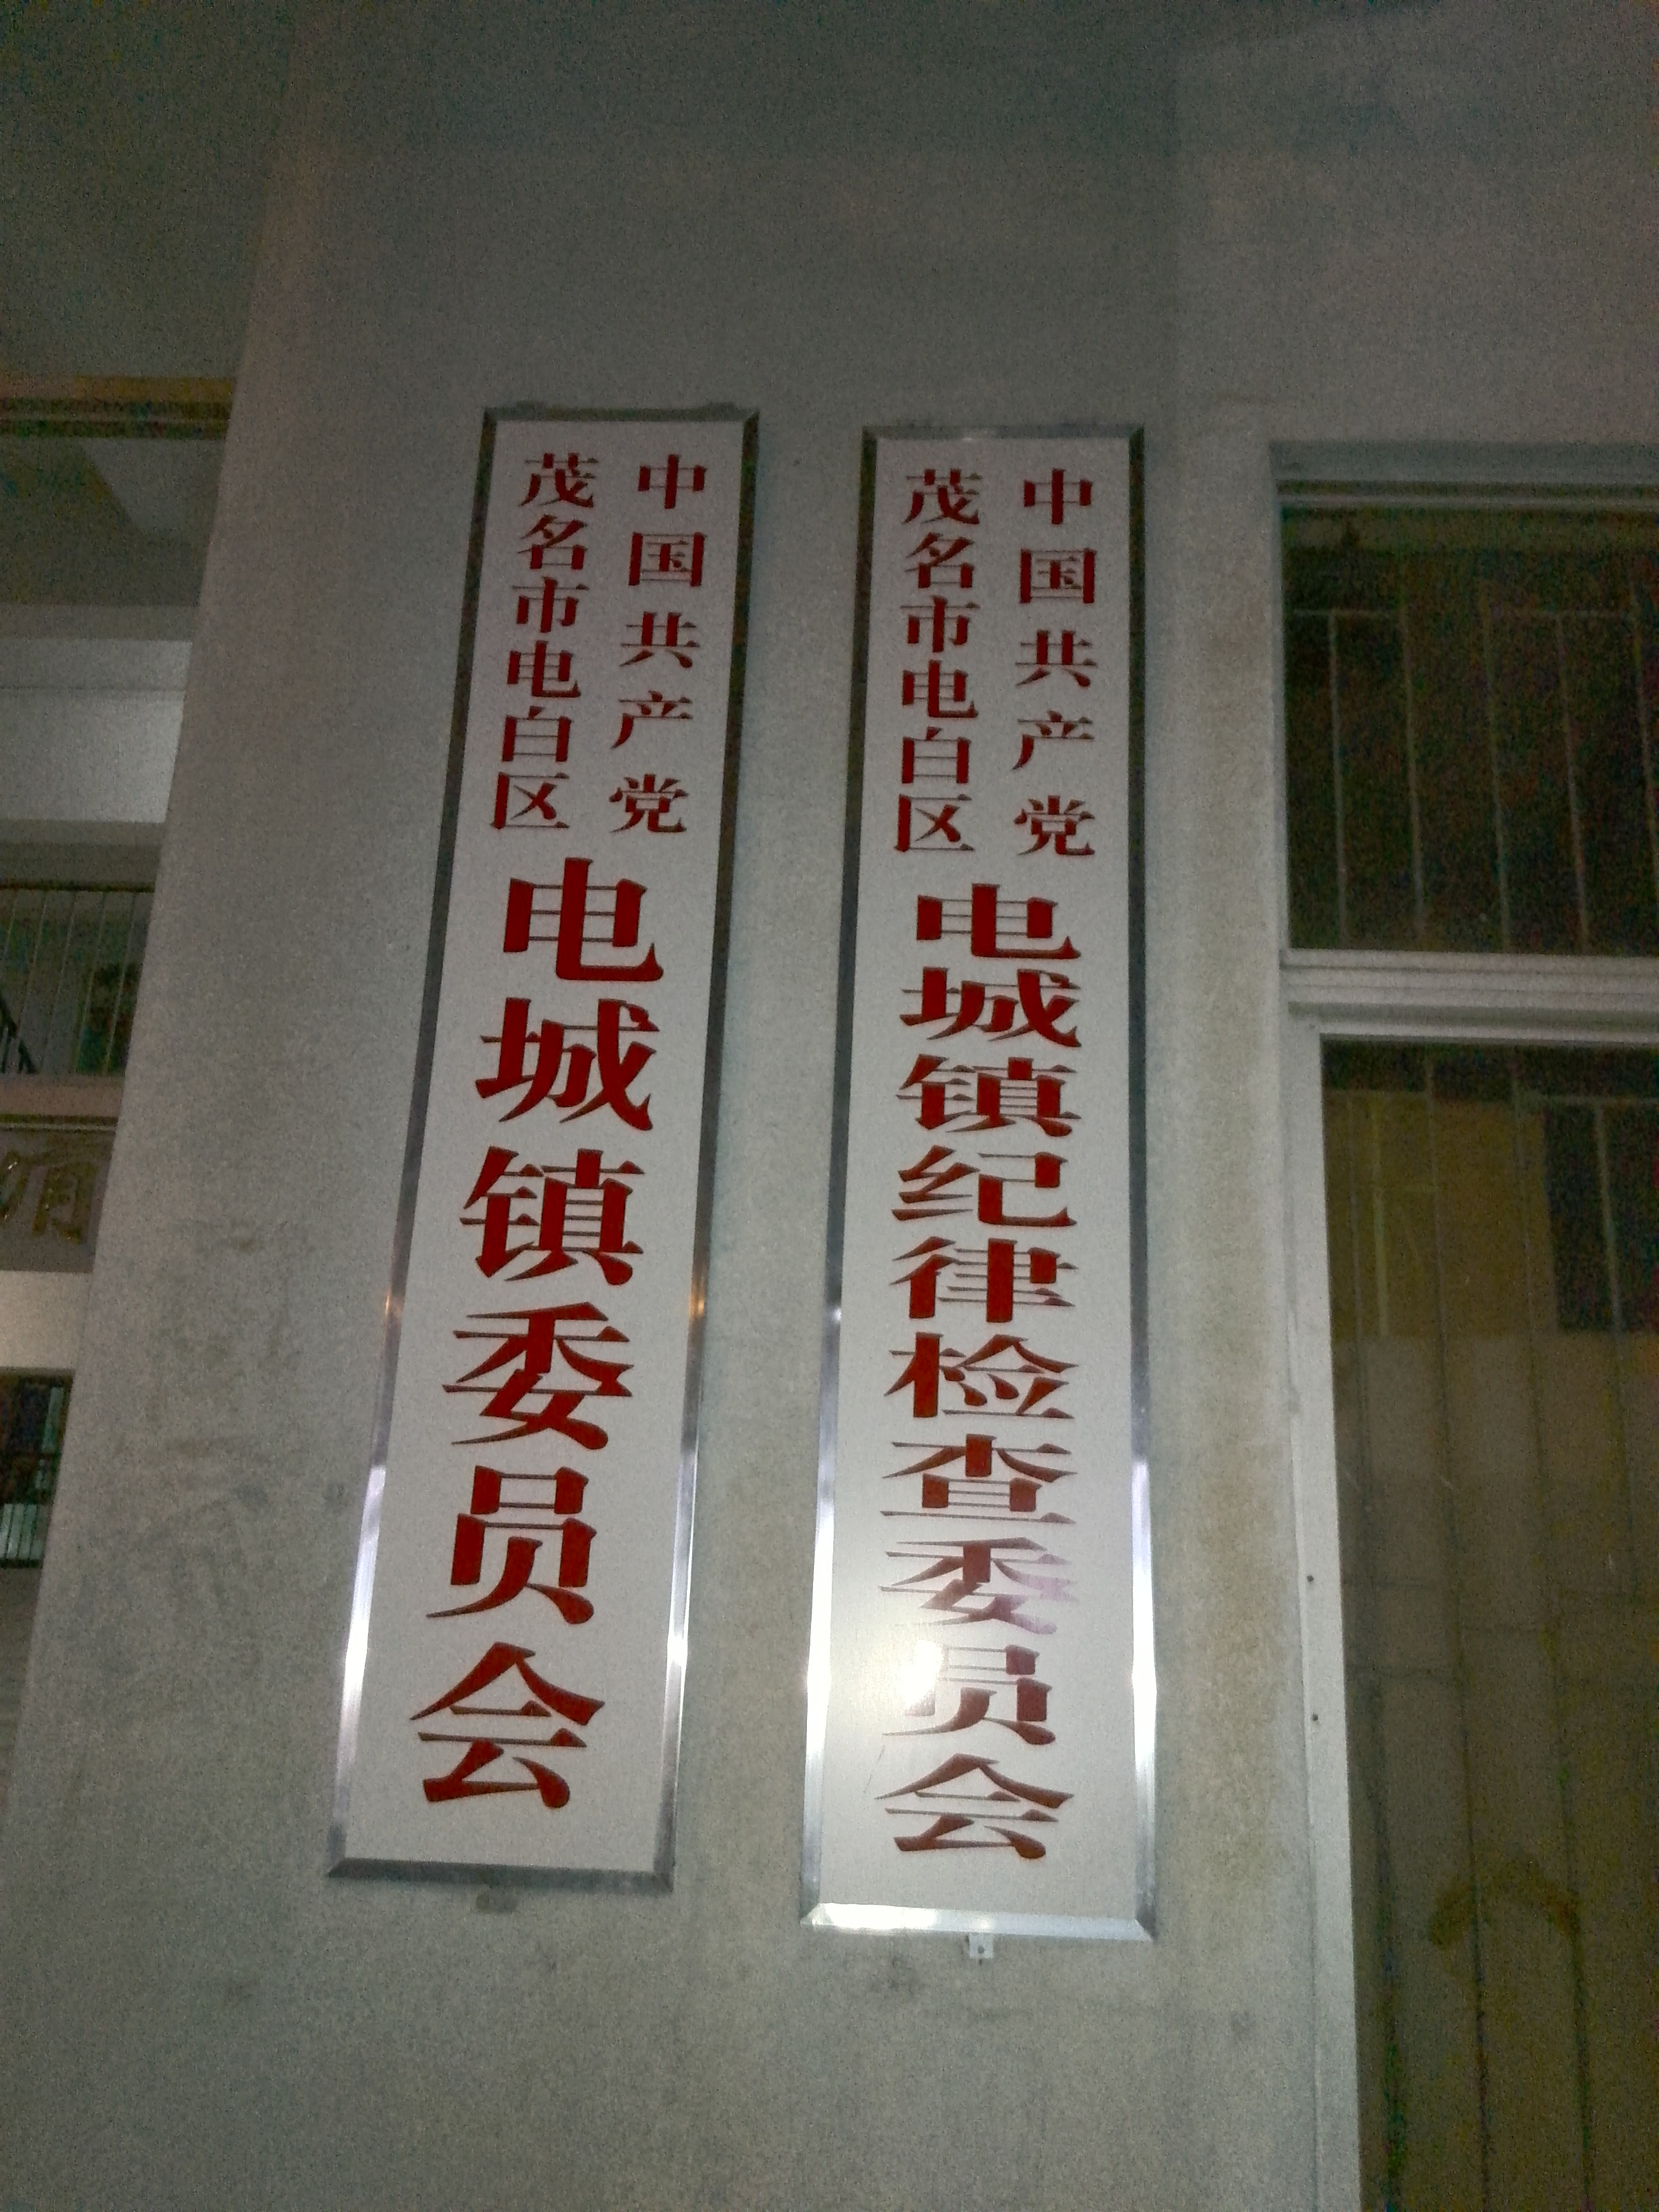 中国共产党
茂名市电白区
电城镇委员会
中国共产党
茂名市电白区
电城镇纪律检查委员会